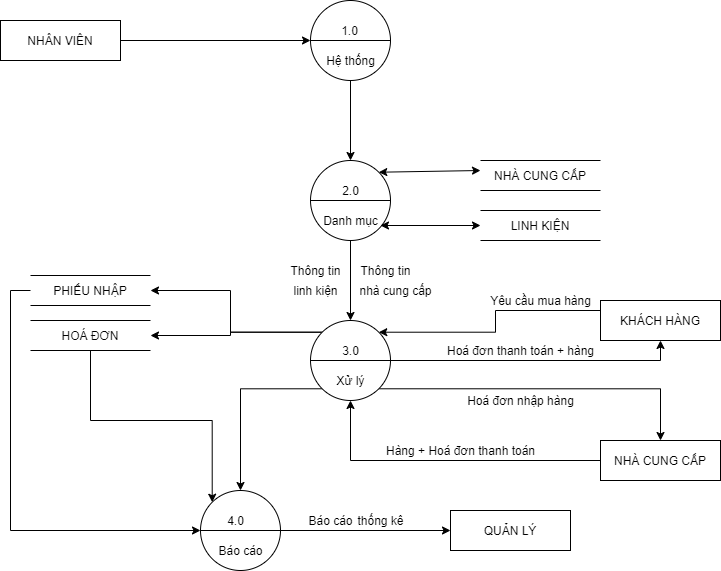 NHÂN VIÊN
1.0
Hệ thống
2.0
Danh mục
NHÀ CUNG CẤP
LINH KIỆN
Thông tin
linh kiện
Thông tin
nhà cung cấp
PHIẾU NHẬP
HOÁ ĐƠN
Yêu cầu mua hàng
KHÁCH HÀNG
3.0
Xử lý
Hoá đơn thanh toán + hàng
Hoá đơn nhập hàng
Hàng + Hoá đơn thanh toán
NHÀ CUNG CẤP
4.0
Báo cáo
Báo cáo thống kê
QUẢN LÝ